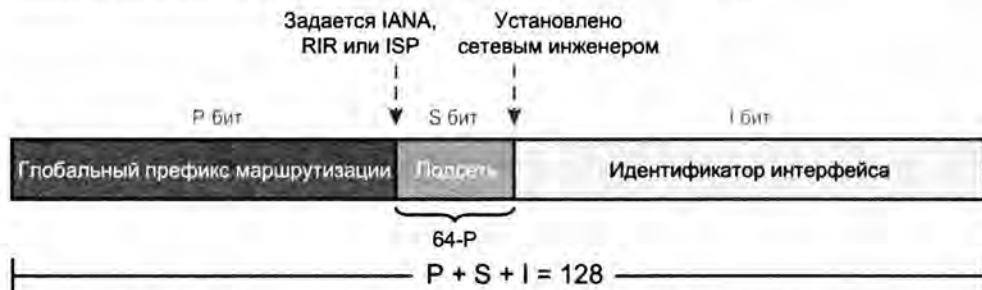 Задается IANA,
RIR или ISP
Установлено
сетевым инженером
P бит
S бит
I бит
Глобальный префикс маршрутизации
Подсеть
Идентификатор интерфейса
64-P
P + S + I = 128